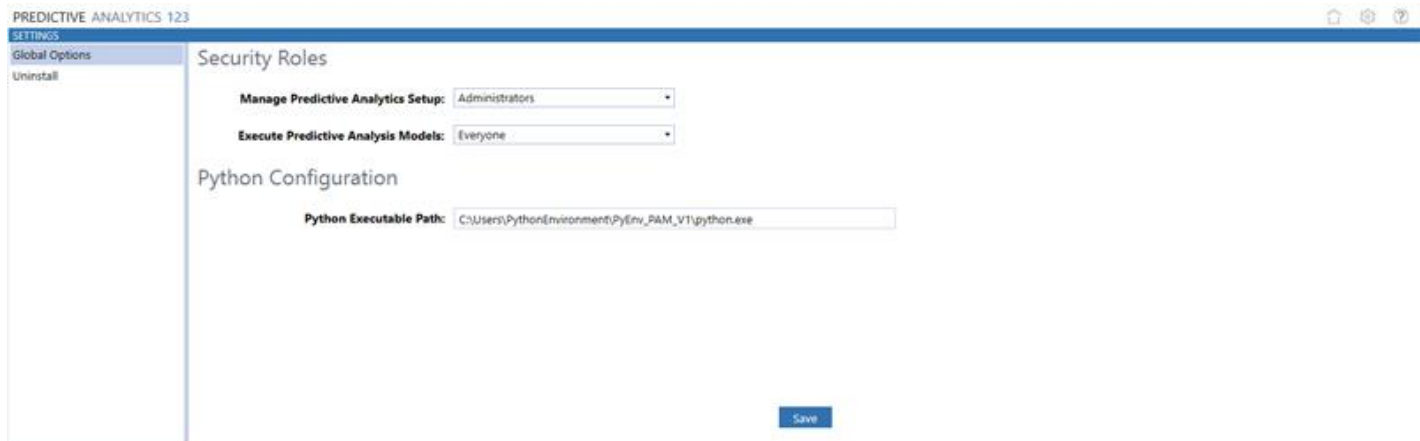 PREDICTIVE ANALYTICS 123
SETTINGS
Global Options
Uninstall
Security Roles
Manage Predictive Analytics Setup: Administrators
Execute Predictive Analysis Models: Everyone
Python Configuration
Python Executable Path: C:\Users\PythonEnvironment\PyEnv_PAM_V1\python.exe
Save